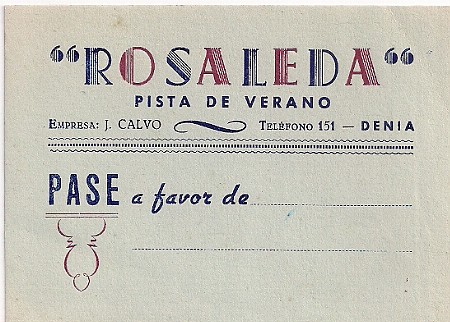 ““ROSALEDA““
PISTA DE VERANO
EMPRESA: J. CALVO TELÉFONO 151 — DENIA
PASE a favor de